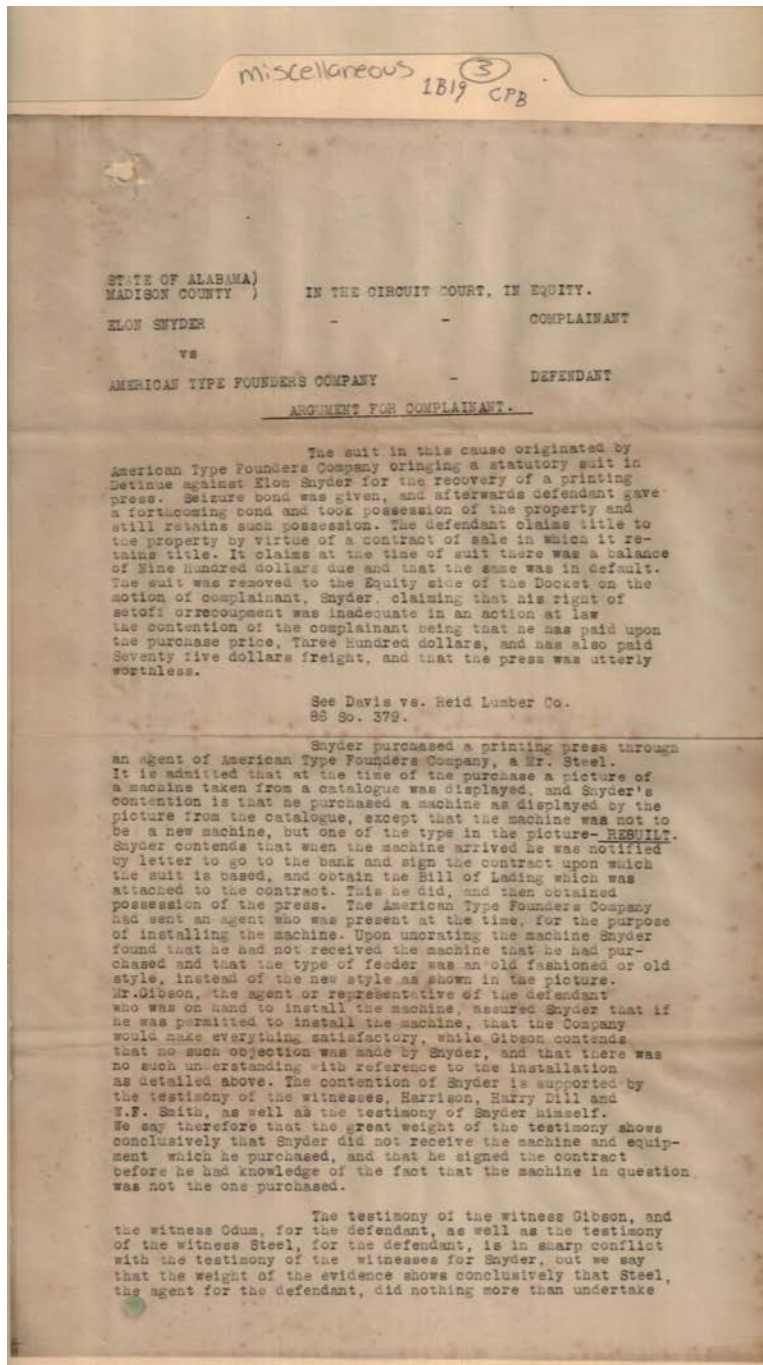 miscellaneous 3
1B19 CPB
STATE OF ALABAMA)
MADISON COUNTY ) IN THE CIRCUIT COURT, IN EQUITY.
ELON SNYDER - - COMPLAINANT
vs
AMERICAN TYPE FOUNDERS COMPANY - DEFENDANT
ARGUMENT FOR COMPLAINANT.
The suit in this cause originated by
American Type Founders Company bringing a statutory suit in
Detinue against Elon Snyder for the recovery of a printing
press. Seizure bond was given, and afterwards defendant gave
a forthcoming bond and took possession of the property and
still retains such possession. The defendant claims title to
the property by virtue of a contract of sale in which it re-
tains title. It claims at the time of suit there was a balance
of Nine Hundred dollars due and that the same was in default.
The suit was removed to the Equity side of the Docket on the
motion of complainant, Snyder, claiming that his right of
setoff orrecoupment was inadequate in an action at law
the contention of the complainant being that he has paid upon
the purchase price, Three Hundred dollars, and has also paid
Seventy five dollars freight, and that the press was utterly
worthless.
See Davis vs. Reid Lumber Co.
86 So. 379.
Snyder purchased a printing press through
an agent of American Type Founders Company, a Mr. Steel.
It is admitted that at the time of the purchase a picture of
a machine taken from a catalogue was displayed, and Snyder's
contention is that he purchased a machine as displayed by the
picture from the catalogue, except that the machine was not to
be a new machine, but one of the type in the picture- REBUILT.
Snyder contends that when the machine arrived he was notified
by letter to go to the bank and sign the contract upon which
the suit is based, and obtain the Bill of Lading which was
attached to the contract. This he did, and then obtained
possession of the press. The American Type Founders Company
had sent an agent who was present at the time, for the purpose
of installing the machine. Upon uncrating the machine Snyder
found that he had not received the machine that he had pur-
chased and that the type of feeder was an old fashioned or old
style, instead of the new style as shown in the picture.
Mr.Gibson, the agent or representative of the defendant
who was on hand to install the machine, assured Snyder that if
he was permitted to install the machine, that the Company
would make everything satisfactory, while Gibson contends
that no such objection was made by Snyder, and that there was
no such understanding with reference to the installation
as detailed above. The contention of Snyder is supported by
the testimony of the witnesses, Harrison, Harry Dill and
W.F. Smith, as well as the testimony of Snyder himself.
We say therefore that the great weight of the testimony shows
conclusively that Snyder did not receive the machine and equip-
ment which he purchased, and that he signed the contract
before he had knowledge of the fact that the machine in question
was not the one purchased.
The testimony of the witness Gibson, and
the witness Odum, for the defendant, as well as the testimony
of the witness Steel, for the defendant, is in sharp conflict
with the testimony of the witnesses for Snyder, but we say
that the weight of the evidence shows conclusively that Steel,
the agent for the defendant, did nothing more than undertake